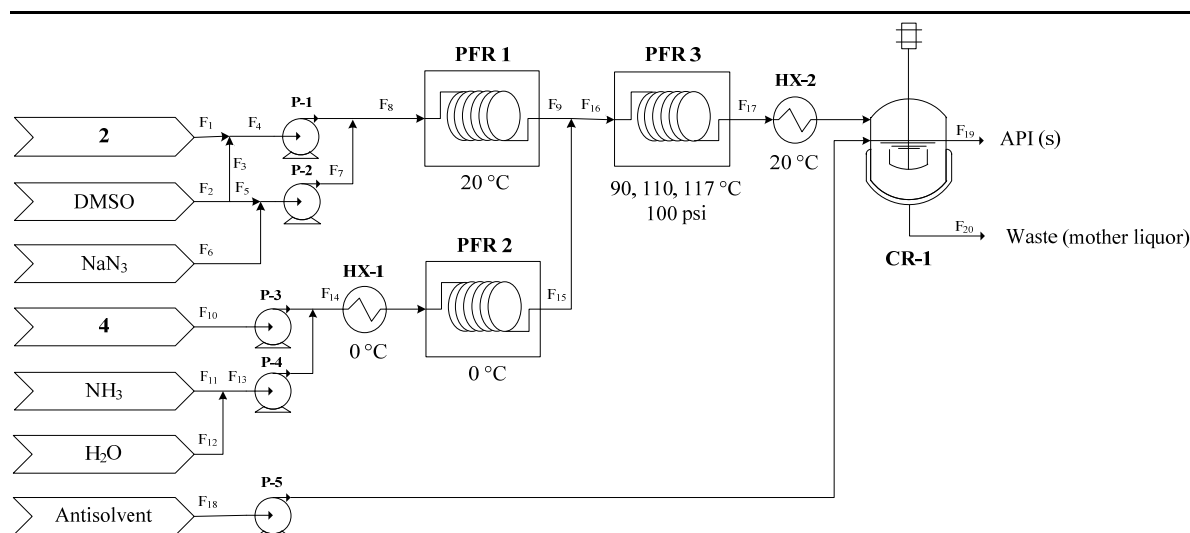 PFR 1
PFR 3
HX-2
P-1
F₈
F₉
F₁₆
F₁₇
2
F₁
F₄
F₁₉
API (s)
F₃
P-2
F₇
20 °C
20 °C
DMSO
F₂
F₅
90, 110, 117 °C
100 psi
NaN₃
F₆
PFR 2
F₂₀
Waste (mother liquor)
CR-1
HX-1
P-3
F₁₄
F₁₅
4
F₁₀
0 °C
0 °C
P-4
NH₃
F₁₁
F₁₃
H₂O
F₁₂
P-5
Antisolvent
F₁₈